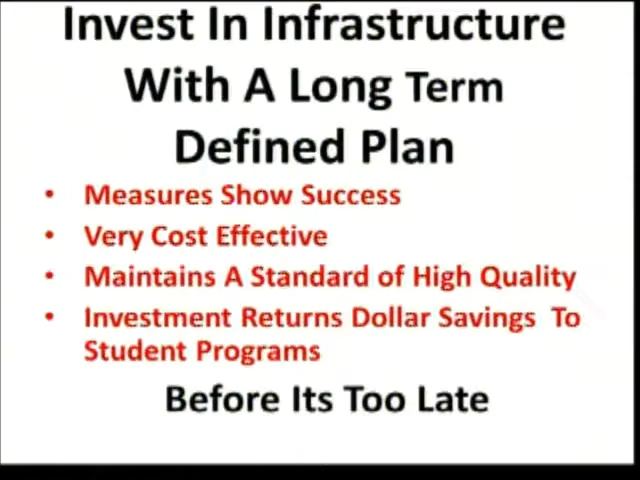 Invest In Infrastructure
With A Long Term
Defined Plan
• Measures Show Success
• Very Cost Effective
• Maintains A Standard of High Quality
• Investment Returns Dollar Savings To
Student Programs
Before Its Too Late